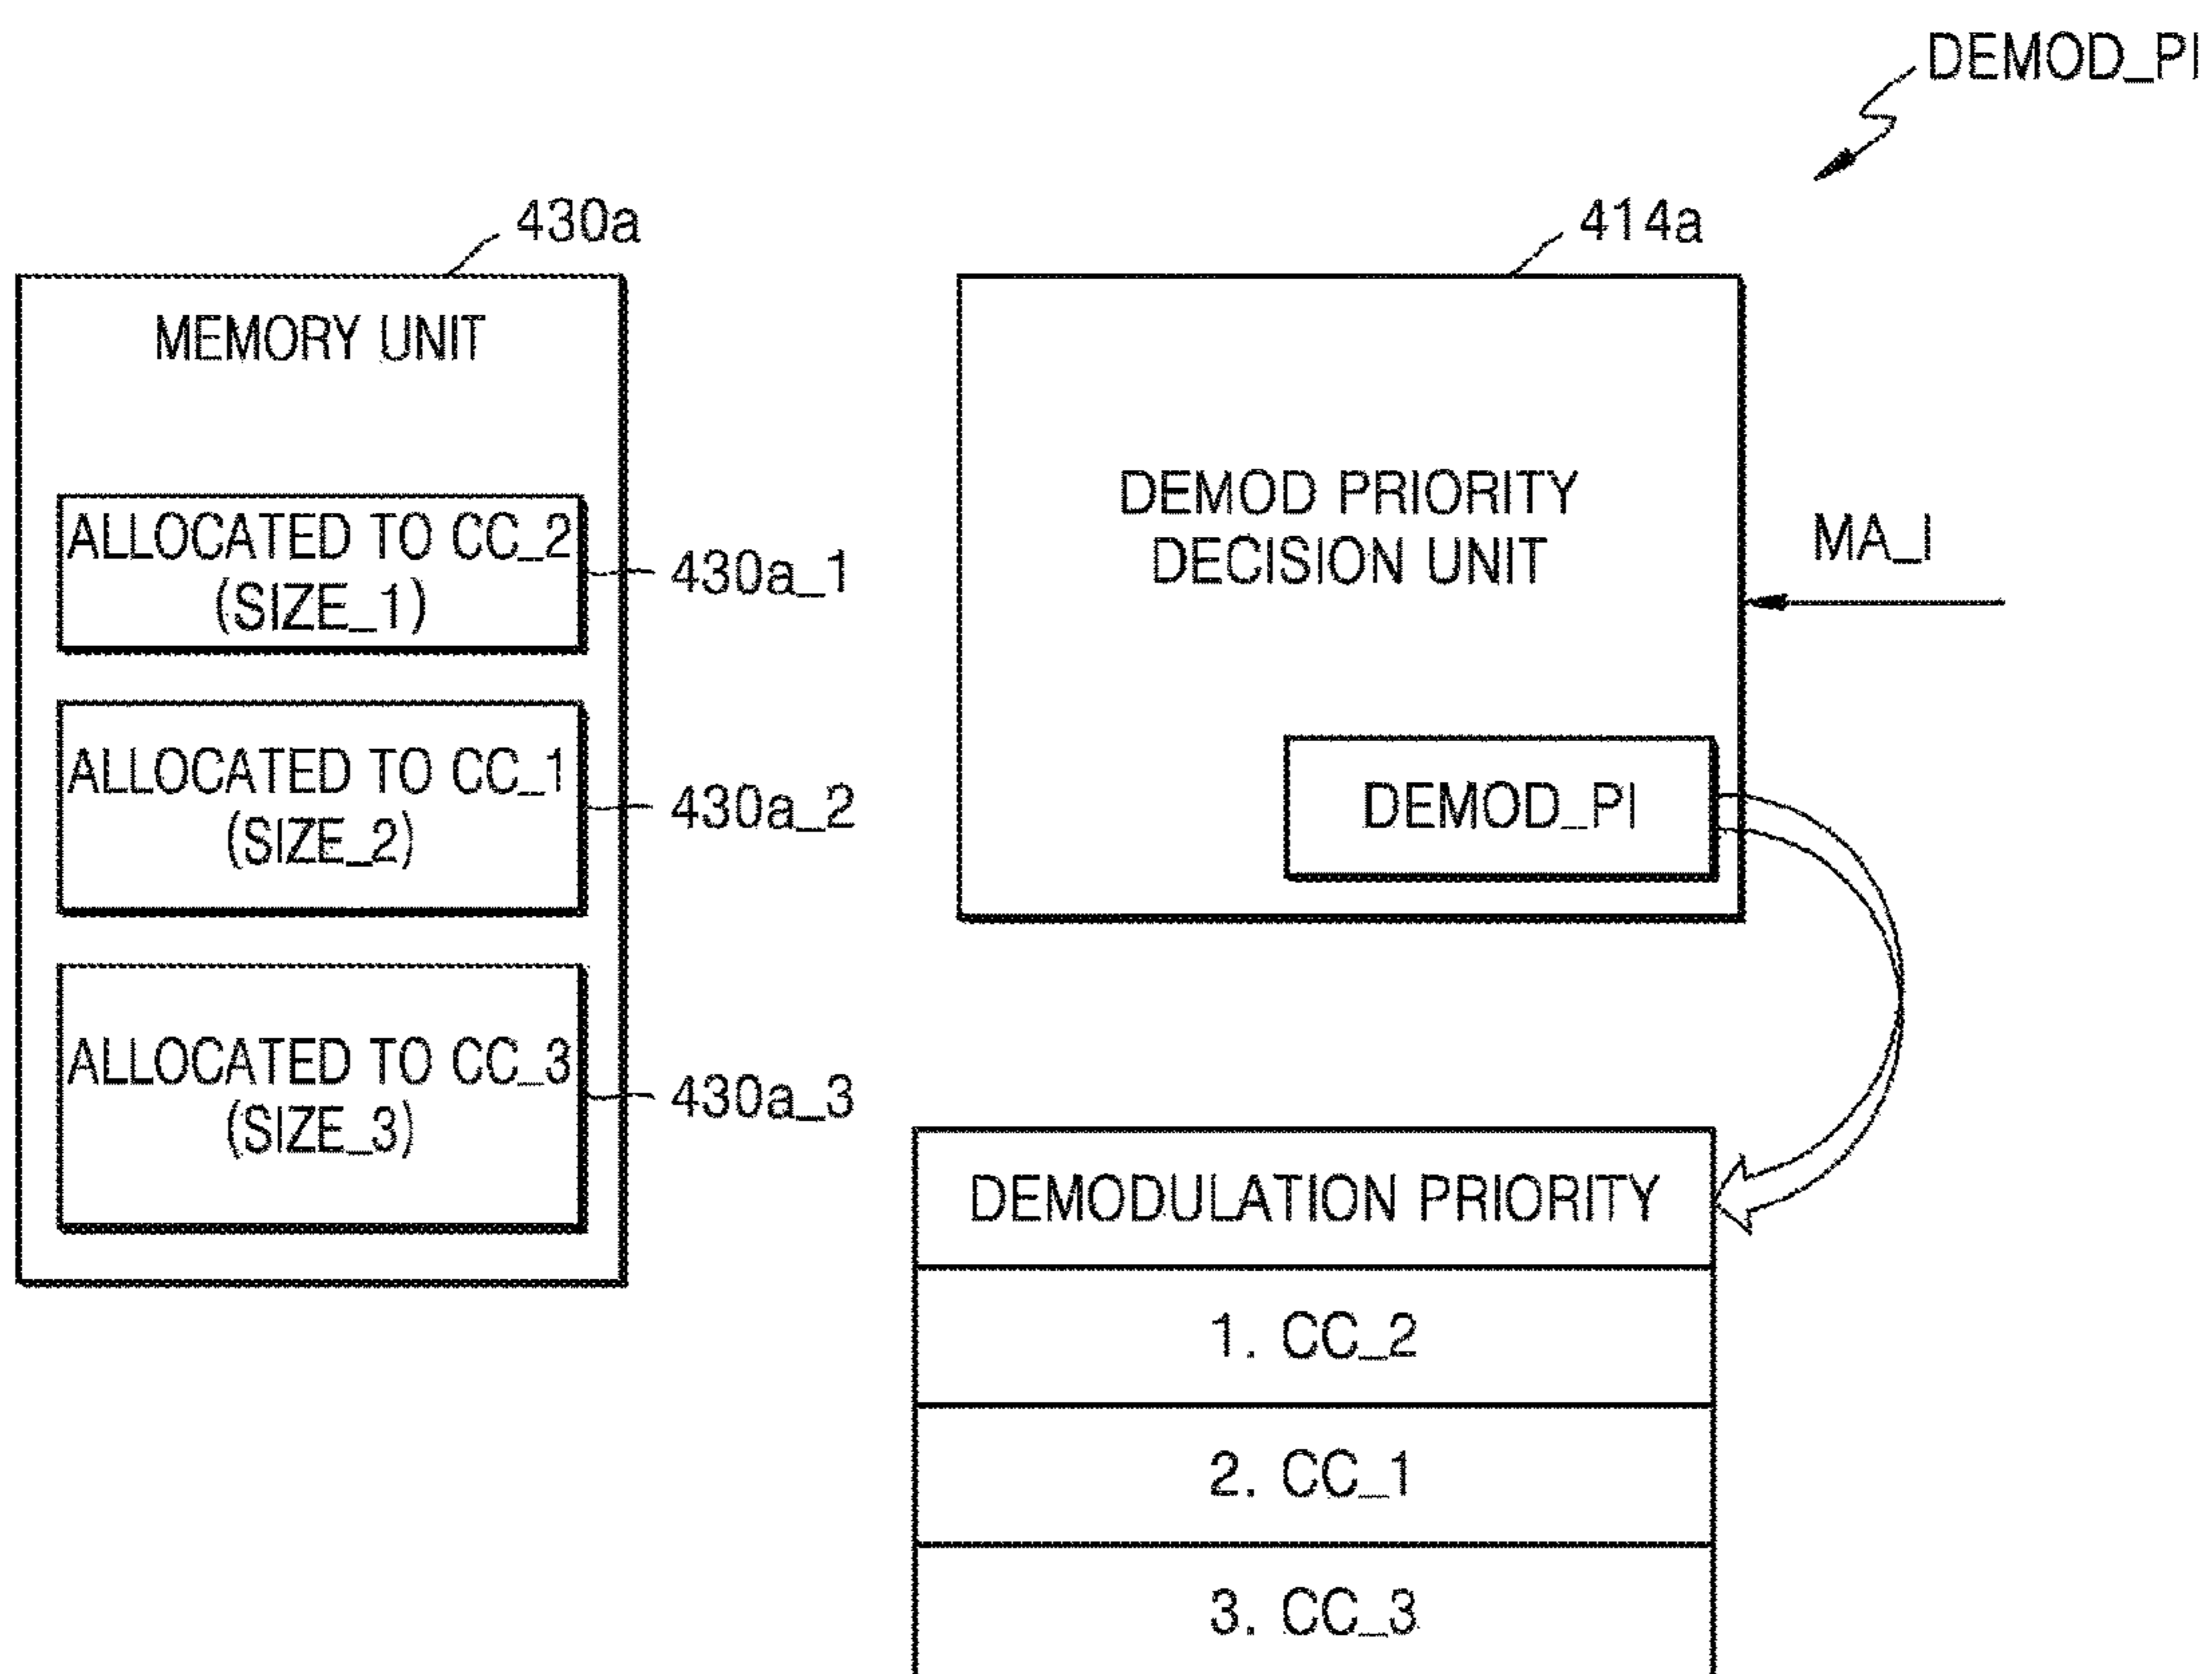 DEMOD_PI
430a
414a
MEMORY UNIT
ALLOCATED TO CC_2
(SIZE_1)
430a_1
ALLOCATED TO CC_1
(SIZE_2)
430a_2
ALLOCATED TO CC_3
(SIZE_3)
430a_3
DEMOD PRIORITY
DECISION UNIT
MA_I
DEMOD_PI
DEMODULATION PRIORITY
1. CC_2
2. CC_1
3. CC_3